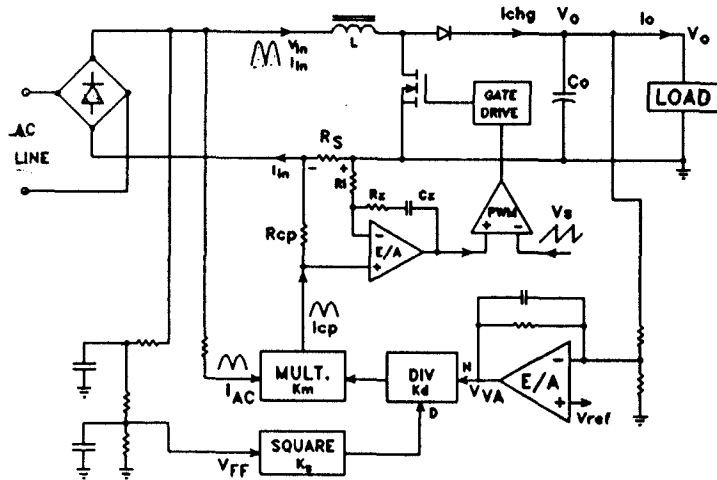 Ichg
Vo
Io
Vo
Vin
Iin
L
Co
GATE
DRIVE
LOAD
AC
LINE
Iin
RS
- +
Ri
Rz
Cz
Rcp
-
E/A
+
PWM
+ -
Vs
Icp
IAC
MULT.
Km
DIV
Kd
N
D
VVA
-
E/A
+
Vref
VFF
SQUARE
Ks